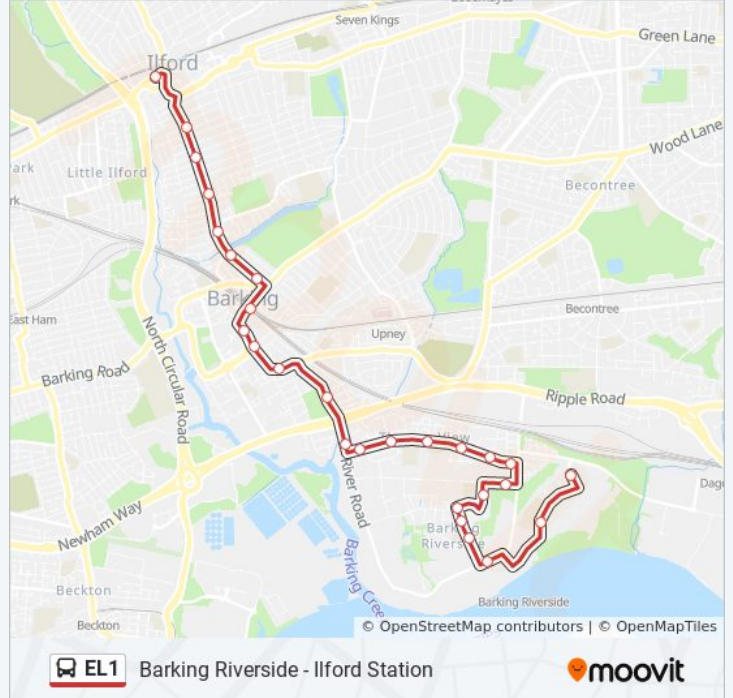 Seven Kings
Green Lane
Ilford
Wood Lane
Little Ilford
Becontree
Barking
East Ham
Becontree
Upney
North Circular Road
Barking Road
Ripple Road
River Road
Newham Way
Barking
Riverside
Beckton
Barking Riverside
Beckton
© OpenStreetMap contributors | © OpenMapTiles
EL1 Barking Riverside - Ilford Station
moovit